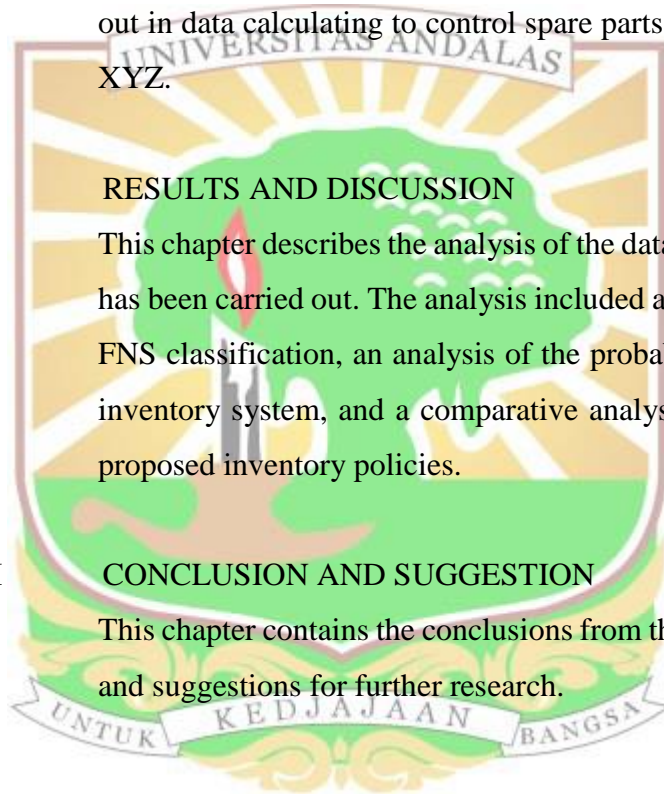 out in data calculating to control spare parts
UNIVERSITAS ANDALAS
XYZ.
RESULTS AND DISCUSSION
This chapter describes the analysis of the data
has been carried out. The analysis included a
FNS classification, an analysis of the probab
inventory system, and a comparative analys
proposed inventory policies.
CONCLUSION AND SUGGESTION
This chapter contains the conclusions from th
and suggestions for further research.
UNTUK KEDJAJAAN BANGSA